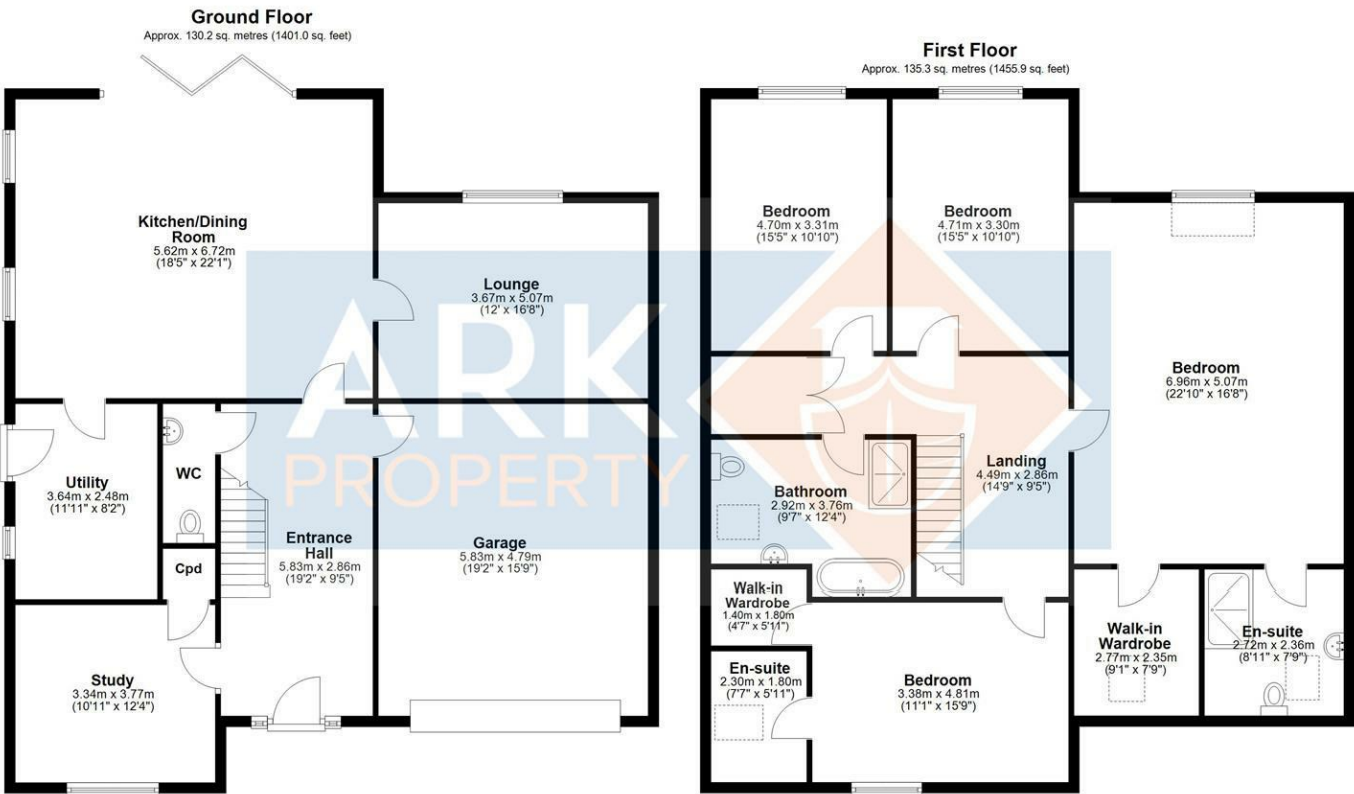 Ground Floor
Approx. 130.2 sq. metres (1401.0 sq. feet)
Kitchen/Dining
Room
5.62m x 6.72m
(18'5" x 22'1")
Lounge
3.67m x 5.07m
(12' x 16'8")
Utility
3.64m x 2.48m
(11'11" x 8'2")
WC
Cpd
Entrance
Hall
5.83m x 2.86m
(19'2" x 9'5")
Garage
5.83m x 4.79m
(19'2" x 15'9")
Study
3.34m x 3.77m
(10'11" x 12'4")
First Floor
Approx. 135.3 sq. metres (1455.9 sq. feet)
Bedroom
4.70m x 3.31m
(15'5" x 10'10")
Bedroom
4.71m x 3.30m
(15'5" x 10'10")
Bedroom
6.96m x 5.07m
(22'10" x 16'8")
Landing
4.49m x 2.86m
(14'9" x 9'5")
Bathroom
2.92m x 3.76m
(9'7" x 12'4")
Walk-in
Wardrobe
1.40m x 1.80m
(4'7" x 5'11")
En-suite
2.30m x 1.80m
(7'7" x 5'11")
Bedroom
3.38m x 4.81m
(11'1" x 15'9")
Walk-in
Wardrobe
2.77m x 2.35m
(9'1" x 7'9")
En-suite
2.72m x 2.36m
(8'11" x 7'9")
ARK
PROPERTY